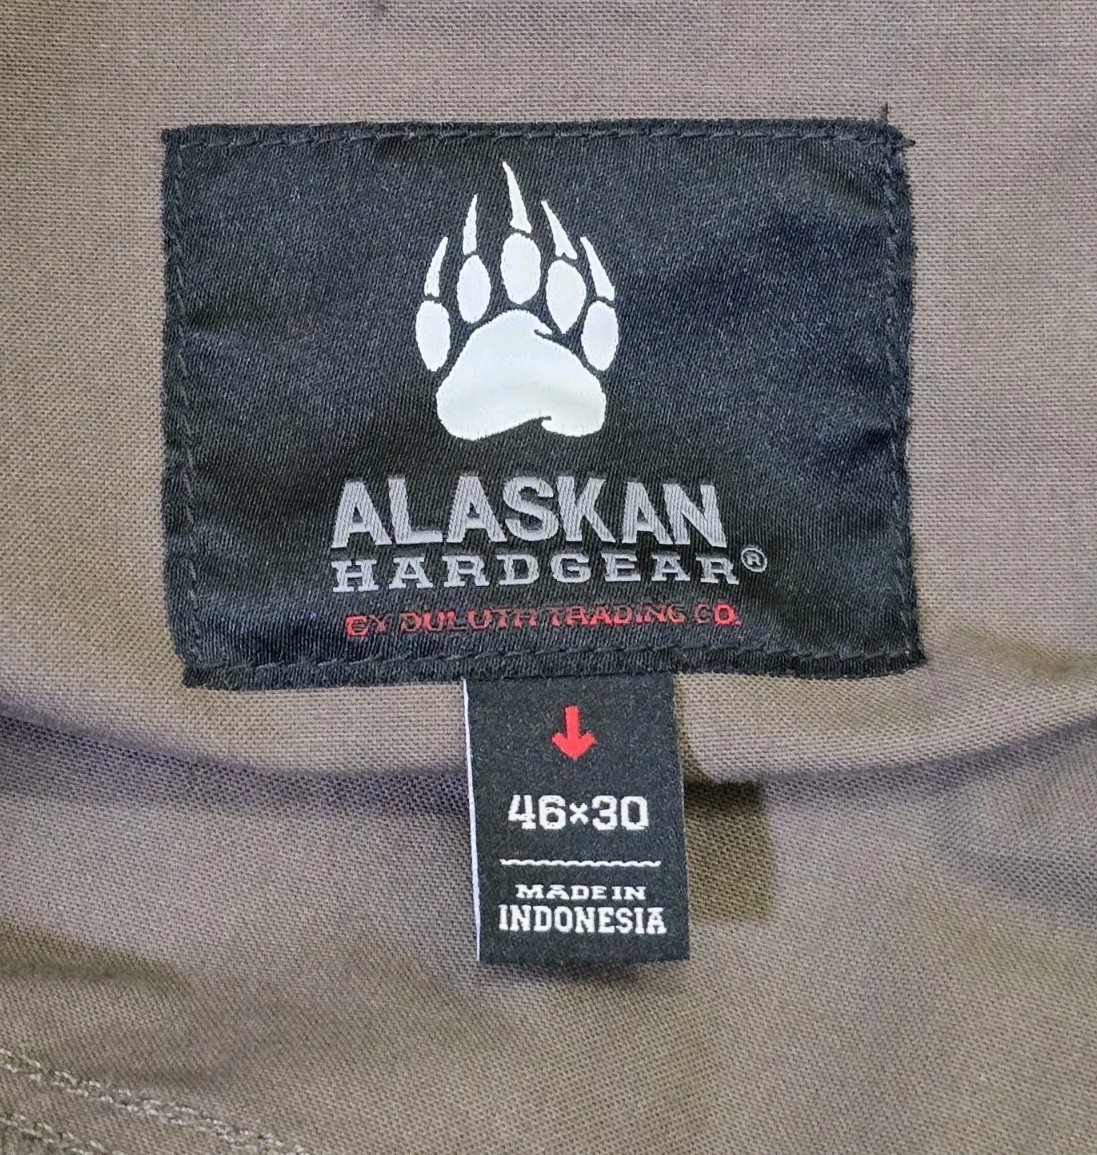 ALASKAN
HARDGEAR®
BY DULUTH TRADING CO.
46×30
MADE IN
INDONESIA